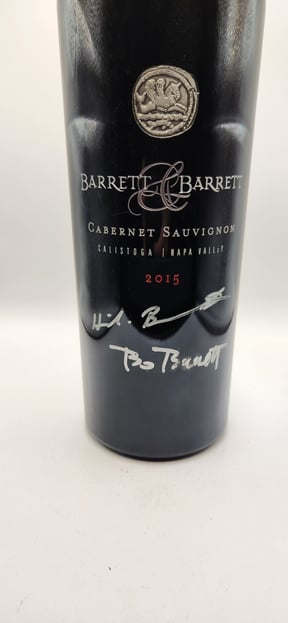 BARRETT & BARRETT
CABERNET SAUVIGNON
CALISTOGA | NAPA VALLEY
2015
Bo Barrett